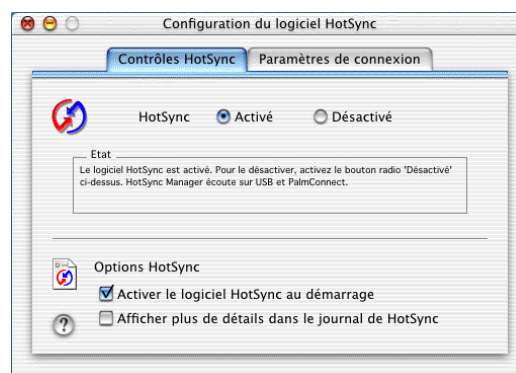 Configuration du logiciel HotSync
Contrôles HotSync
Paramètres de connexion
HotSync
Activé
Désactivé
Etat
Le logiciel HotSync est activé. Pour le désactiver, activez le bouton radio 'Désactivé'
ci-dessus. HotSync Manager écoute sur USB et PalmConnect.
Options HotSync
Activer le logiciel HotSync au démarrage
Afficher plus de détails dans le journal de HotSync
?